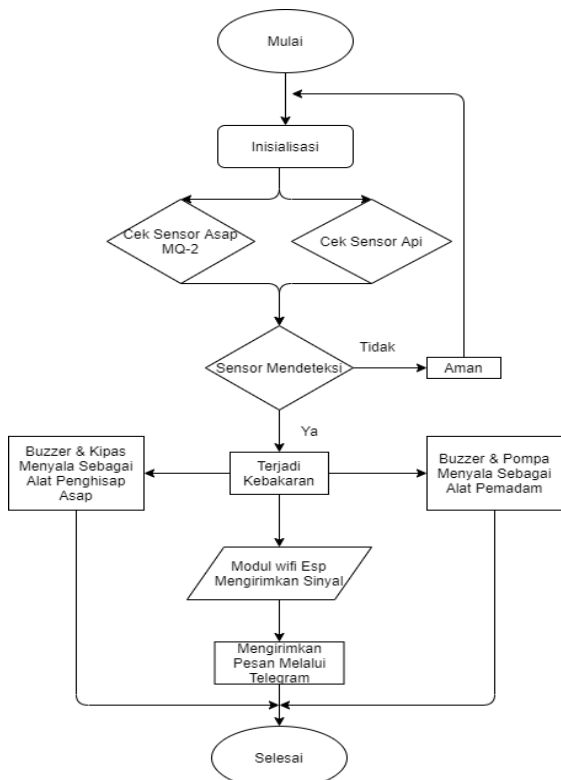 Mulai
Inisialisasi
Cek Sensor Asap
MQ-2
Cek Sensor Api
Sensor Mendeteksi
Tidak
Aman
Ya
Buzzer & Kipas
Menyala Sebagai
Alat Penghisap
Asap
Terjadi
Kebakaran
Buzzer & Pompa
Menyala Sebagai
Alat Pemadam
Modul wifi Esp
Mengirimkan Sinyal
Mengirimkan
Pesan Melalui
Telegram
Selesai